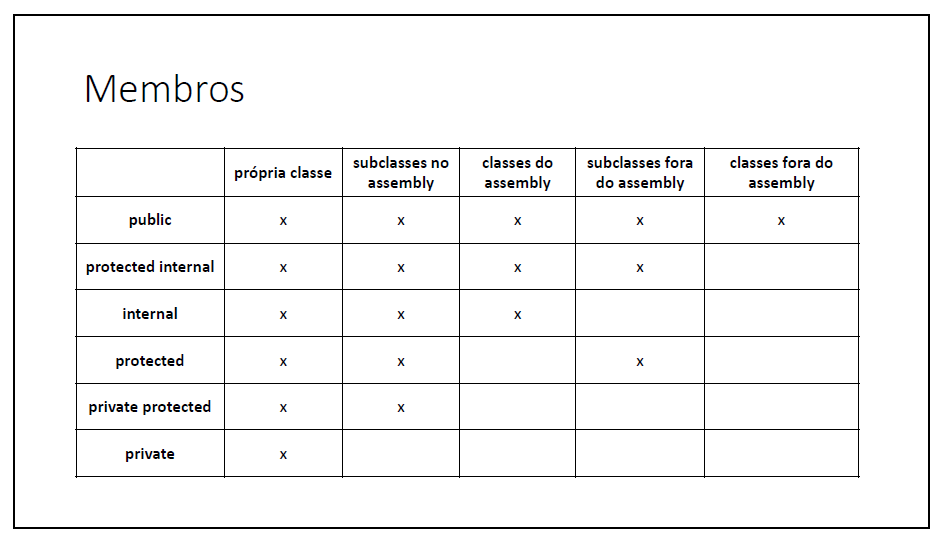 Membros
própria classe
subclasses no
assembly
classes do
assembly
subclasses fora
do assembly
classes fora do
assembly
public x x x x x
protected internal x x x x
internal x x x
protected x x x
private protected x x
private x